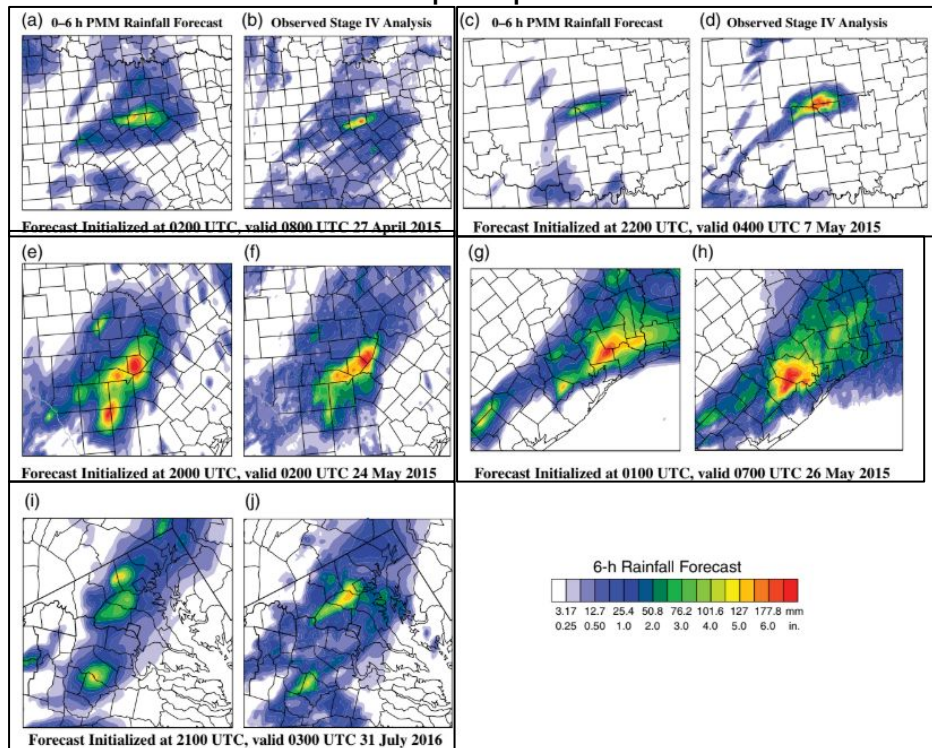 (a) 0–6 h PMM Rainfall Forecast
(b) Observed Stage IV Analysis
(c) 0–6 h PMM Rainfall Forecast
(d) Observed Stage IV Analysis
Forecast Initialized at 0200 UTC, valid 0800 UTC 27 April 2015
Forecast Initialized at 2200 UTC, valid 0400 UTC 7 May 2015
(e)
(f)
(g)
(h)
Forecast Initialized at 2000 UTC, valid 0200 UTC 24 May 2015
Forecast Initialized at 0100 UTC, valid 0700 UTC 26 May 2015
(i)
(j)
Forecast Initialized at 2100 UTC, valid 0300 UTC 31 July 2016
6-h Rainfall Forecast
3.17 12.7 25.4 50.8 76.2 101.6 127 177.8 mm
0.25 0.50 1.0 2.0 3.0 4.0 5.0 6.0 in.